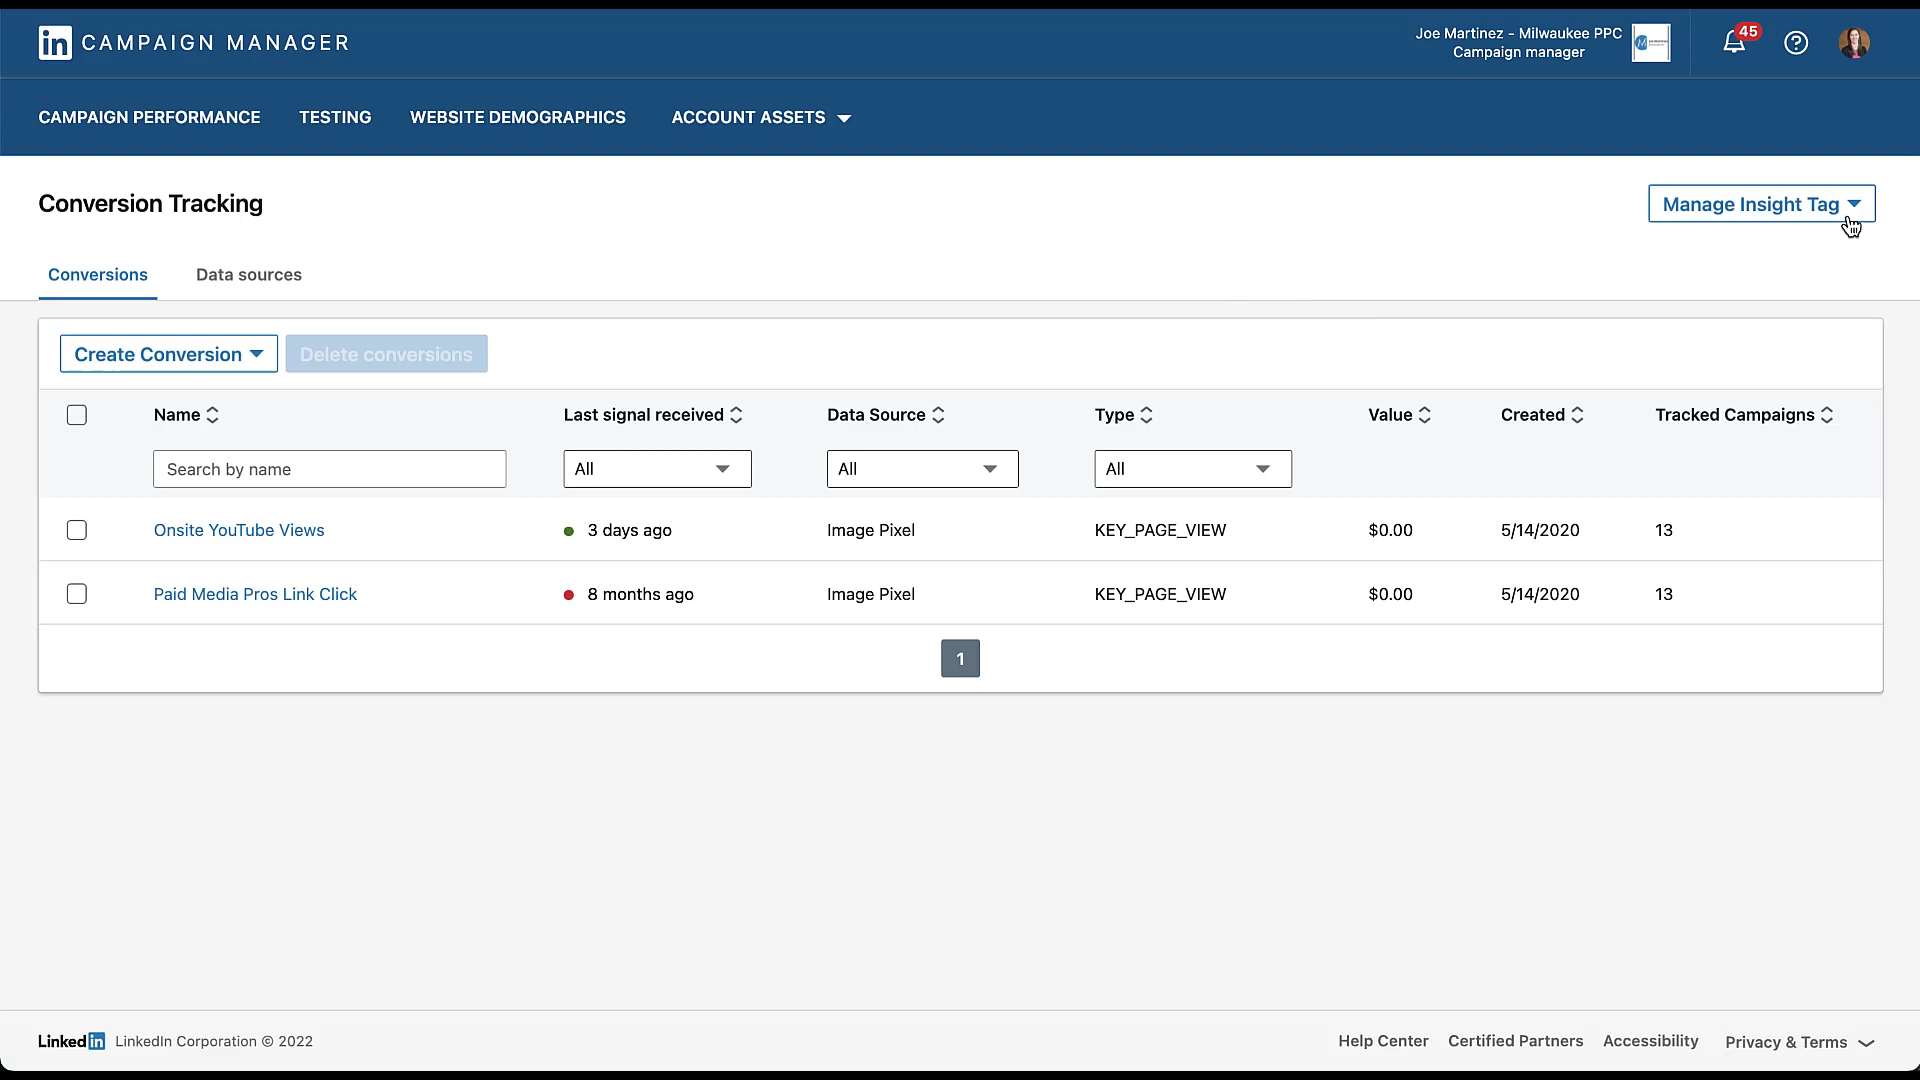 in CAMPAIGN MANAGER
Joe Martinez - Milwaukee PPC
Campaign manager
45
CAMPAIGN PERFORMANCE TESTING WEBSITE DEMOGRAPHICS ACCOUNT ASSETS
Conversion Tracking
Manage Insight Tag
Conversions Data sources
Create Conversion Delete conversions
Name Last signal received Data Source Type Value Created Tracked Campaigns
Search by name All All All
Onsite YouTube Views 3 days ago Image Pixel KEY_PAGE_VIEW $0.00 5/14/2020 13
Paid Media Pros Link Click 8 months ago Image Pixel KEY_PAGE_VIEW $0.00 5/14/2020 13
1
Linked in LinkedIn Corporation © 2022 Help Center Certified Partners Accessibility Privacy & Terms